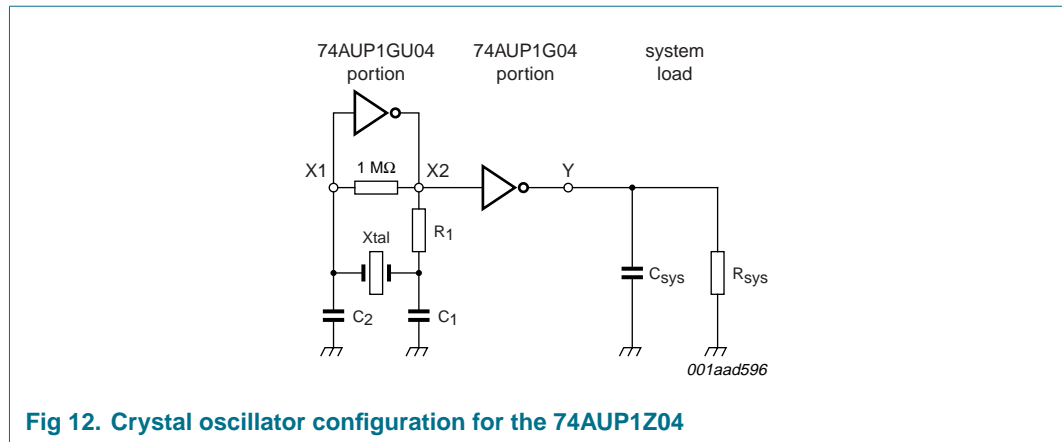 74AUP1GU04
portion
74AUP1G04
portion
system
load
X1
1 MΩ
X2
Y
R1
Xtal
Csys
Rsys
C2
C1
001aad596
Fig 12. Crystal oscillator configuration for the 74AUP1Z04